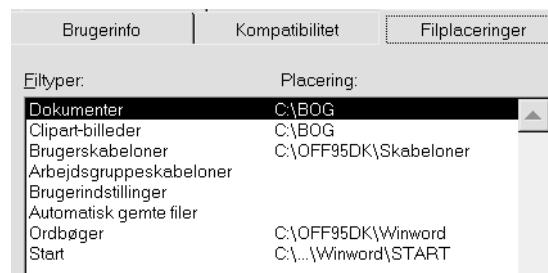 Brugerinfo Kompatibilitet Filplaceringer
Filtyper: Placering:
Dokumenter C:\BOG
Clipart-billeder C:\BOG
Brugerskabeloner C:\OFF95DK\Skabeloner
Arbejdsgruppeskabeloner
Brugerindstillinger
Automatisk gemte filer
Ordbøger C:\OFF95DK\Winword
Start C:\...\Winword\START